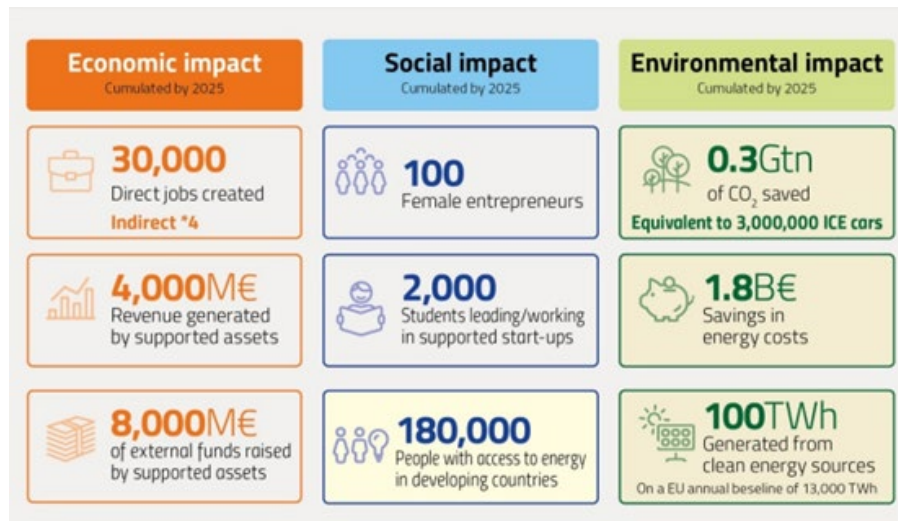 Economic impact
Cumulated by 2025
30,000
Direct jobs created
Indirect *4
4,000M€
Revenue generated
by supported assets
8,000M€
of external funds raised
by supported assets
Social impact
Cumulated by 2025
100
Female entrepreneurs
2,000
Students leading/working
in supported start-ups
180,000
People with access to energy
in developing countries
Environmental impact
Cumulated by 2025
0.3Gtn
of CO₂ saved
Equivalent to 3,000,000 ICE cars
1.8B€
Savings in
energy costs
100TWh
Generated from
clean energy sources
On a EU annual beseline of 13,000 TWh